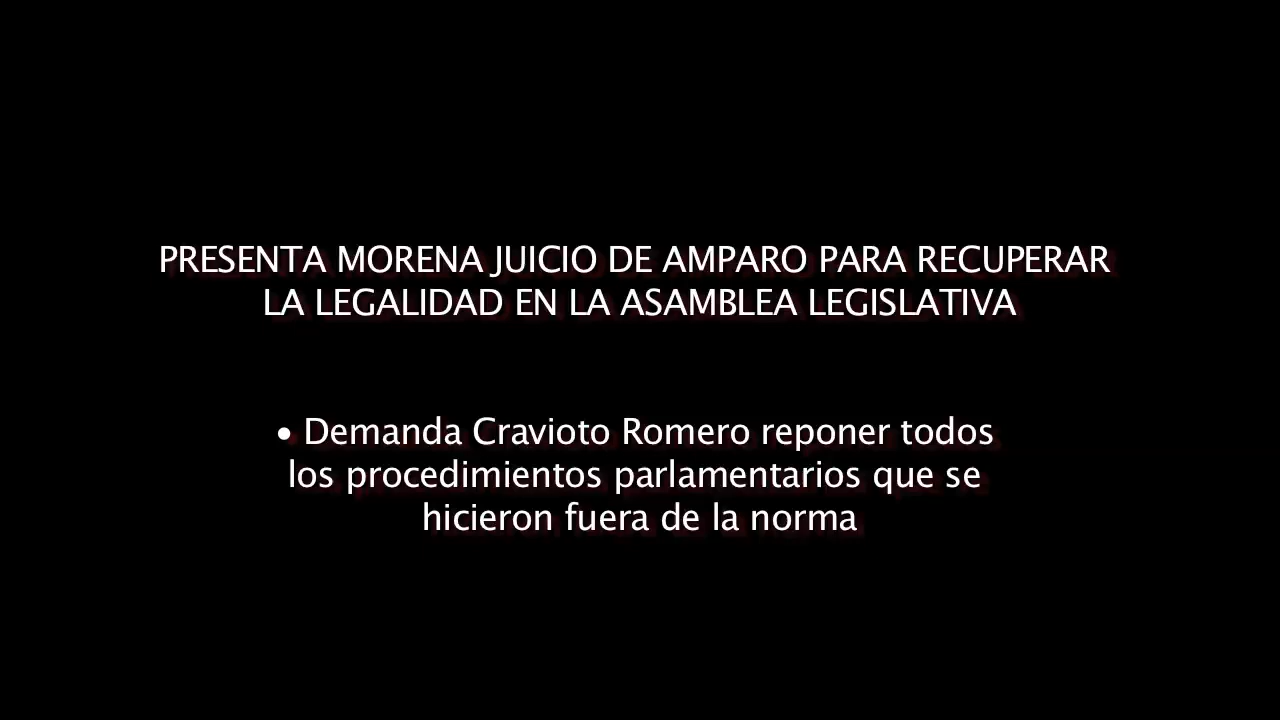 PRESENTA MORENA JUICIO DE AMPARO PARA RECUPERAR
LA LEGALIDAD EN LA ASAMBLEA LEGISLATIVA
• Demanda Cravioto Romero reponer todos
los procedimientos parlamentarios que se
hicieron fuera de la norma